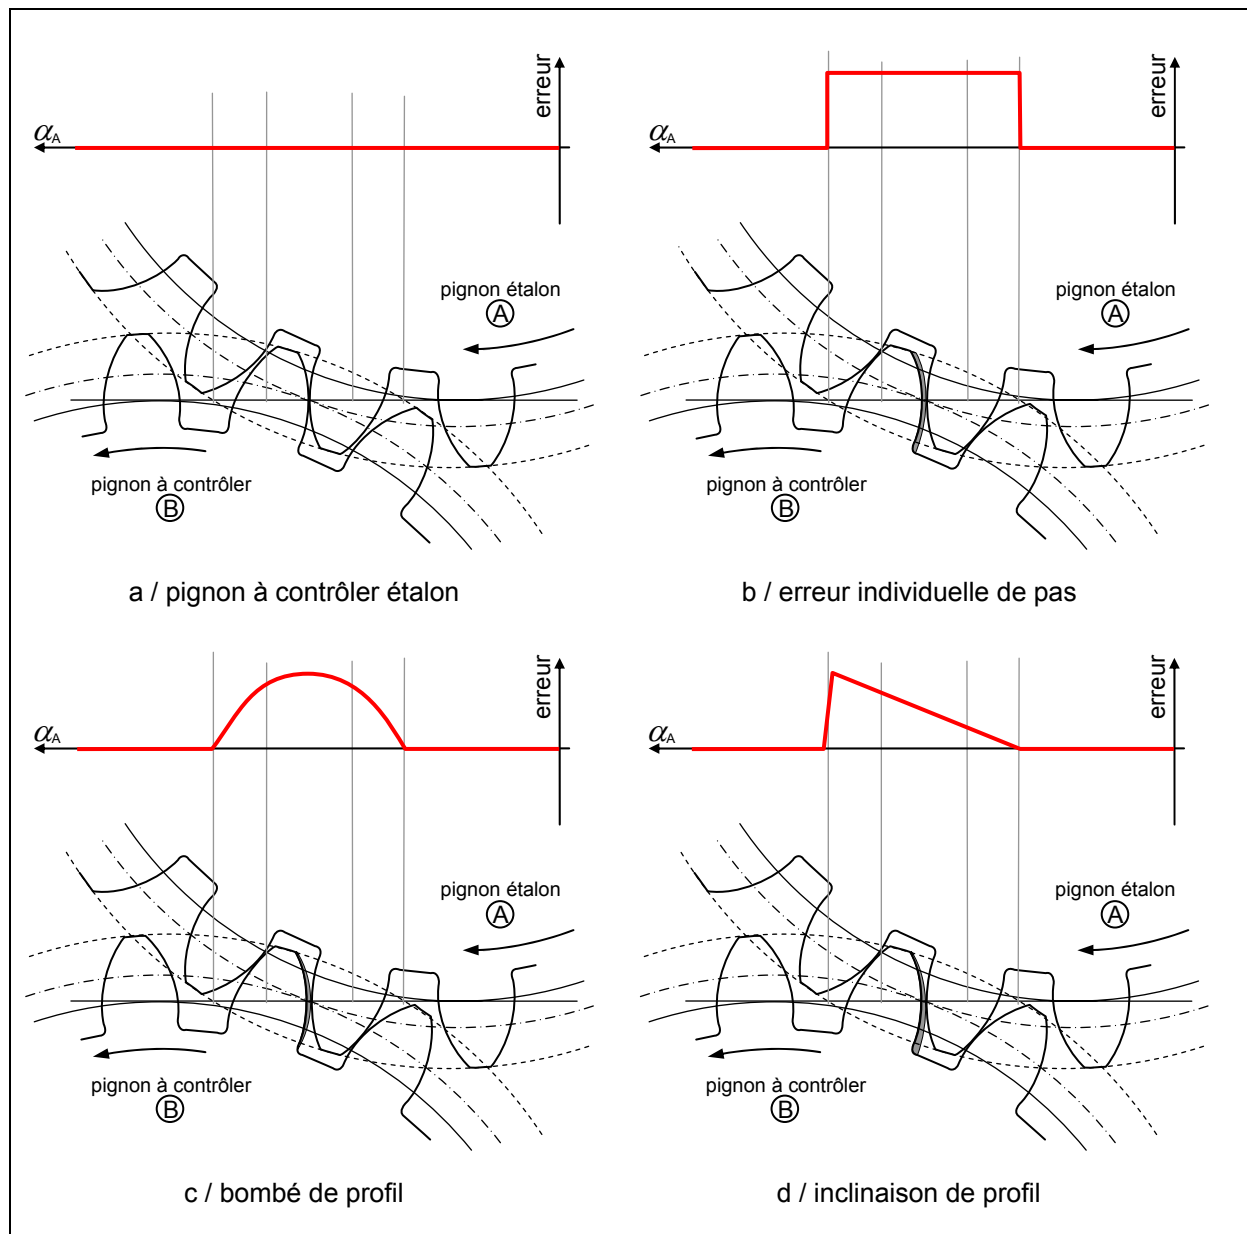 erreur
αA
pignon étalon
A
pignon à contrôler
B
a / pignon à contrôler étalon
erreur
αA
pignon étalon
A
pignon à contrôler
B
b / erreur individuelle de pas
erreur
αA
pignon étalon
A
pignon à contrôler
B
c / bombé de profil
erreur
αA
pignon étalon
A
pignon à contrôler
B
d / inclinaison de profil